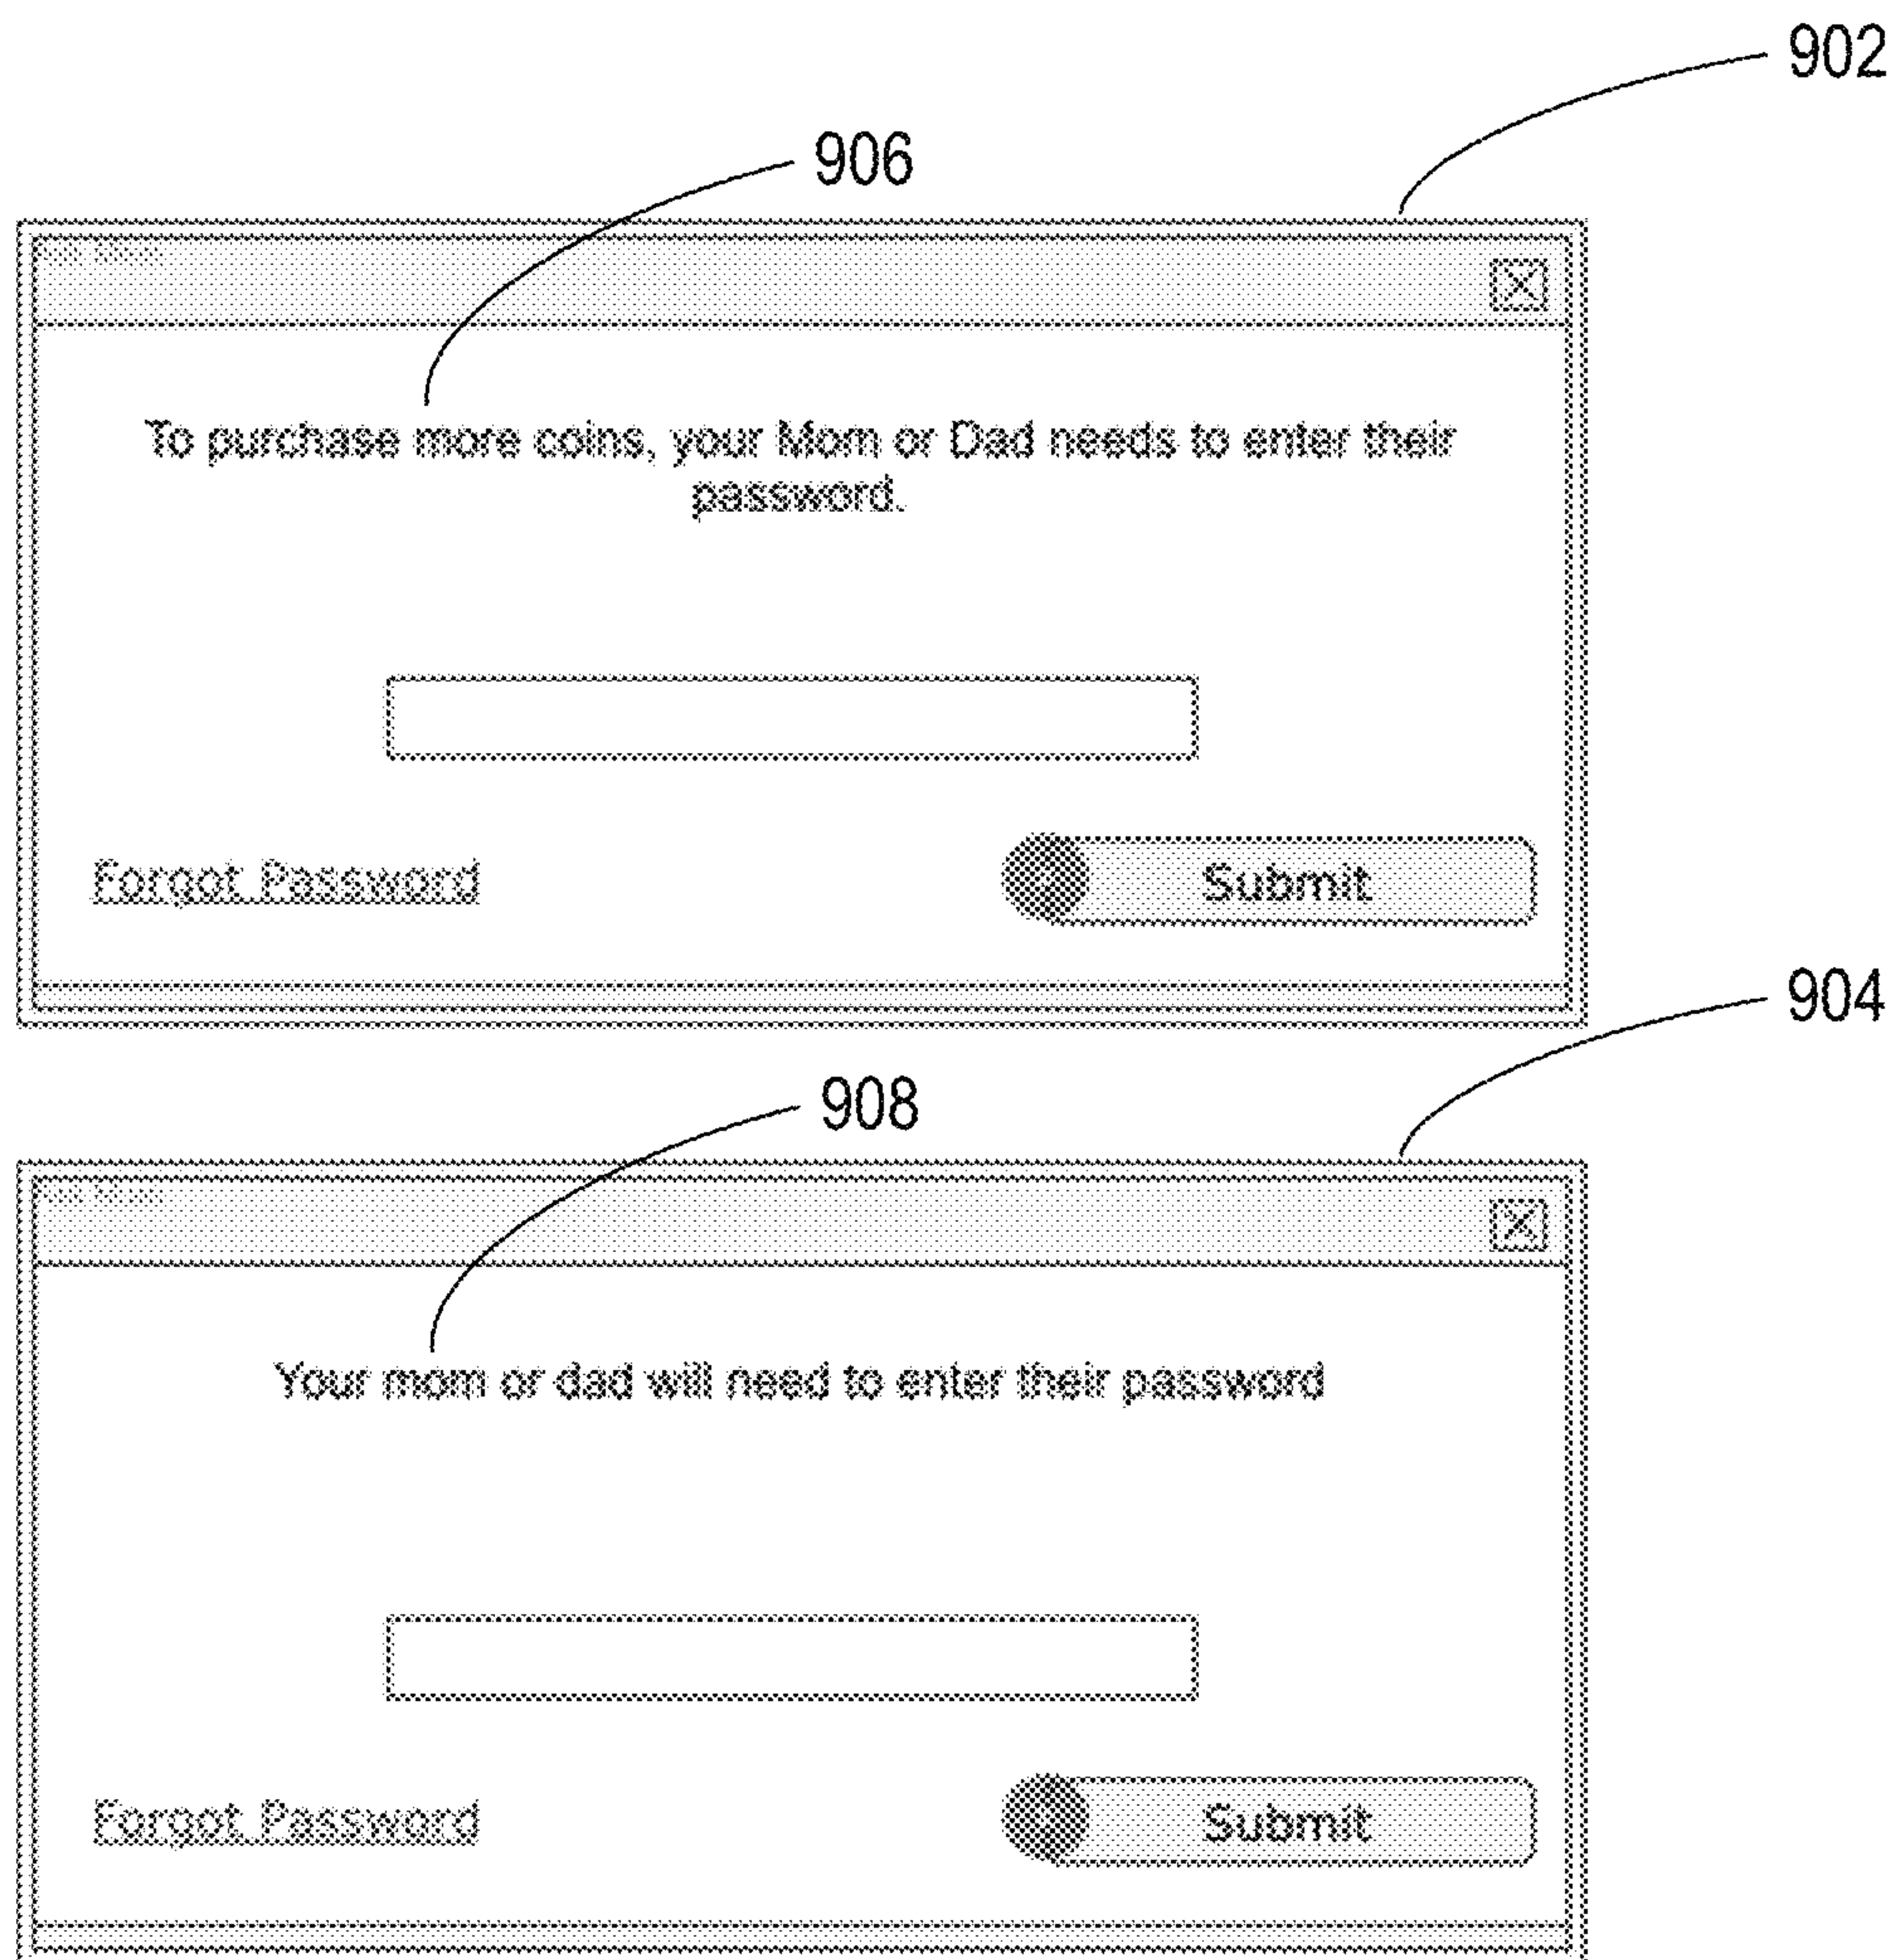 902
906
To purchase more coins, your Mom or Dad needs to enter their
password.
Forgot Password
Submit
904
908
Your mom or dad will need to enter their password
Forgot Password
Submit